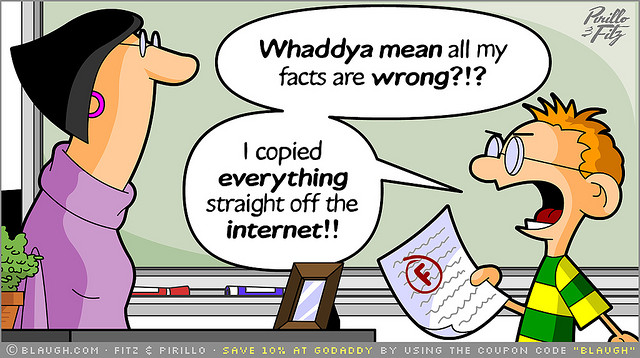 Pirillo
& Fitz
Whaddya mean all my
facts are wrong?!?
I copied
everything
straight off the
internet!!
F
© BLAUGH.COM · FITZ & PIRILLO · SAVE 10% AT GODADDY BY USING THE COUPON CODE "BLAUGH"